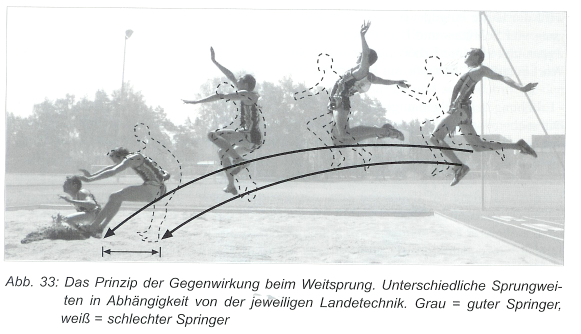 Abb. 33: Das Prinzip der Gegenwirkung beim Weitsprung. Unterschiedliche Sprungwei-
ten in Abhängigkeit von der jeweiligen Landetechnik. Grau = guter Springer,
weiß = schlechter Springer